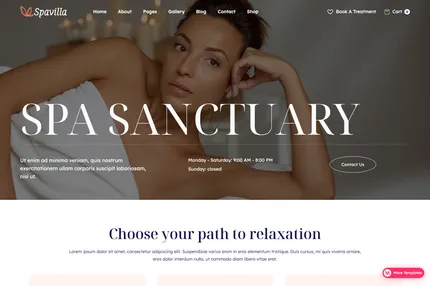 Spavilla
Home About Pages Gallery Blog Contact Shop
Book A Treatment Cart 0
SPA SANCTUARY
Ut enim ad minima veniam, quis nostrum
exercitationem ullam corporis suscipit laboriosam,
nisi ut.
Monday - Saturday: 9:00 AM - 8:00 PM
Sunday: closed
Contact Us
Choose your path to relaxation
Lorem ipsum dolor sit amet, consectetur adipiscing elit. Suspendisse varius enim in eros elementum tristique. Duis cursus, mi quis viverra ornare,
eros dolor interdum nulla, ut commodo diam libero vitae erat.
More Templates